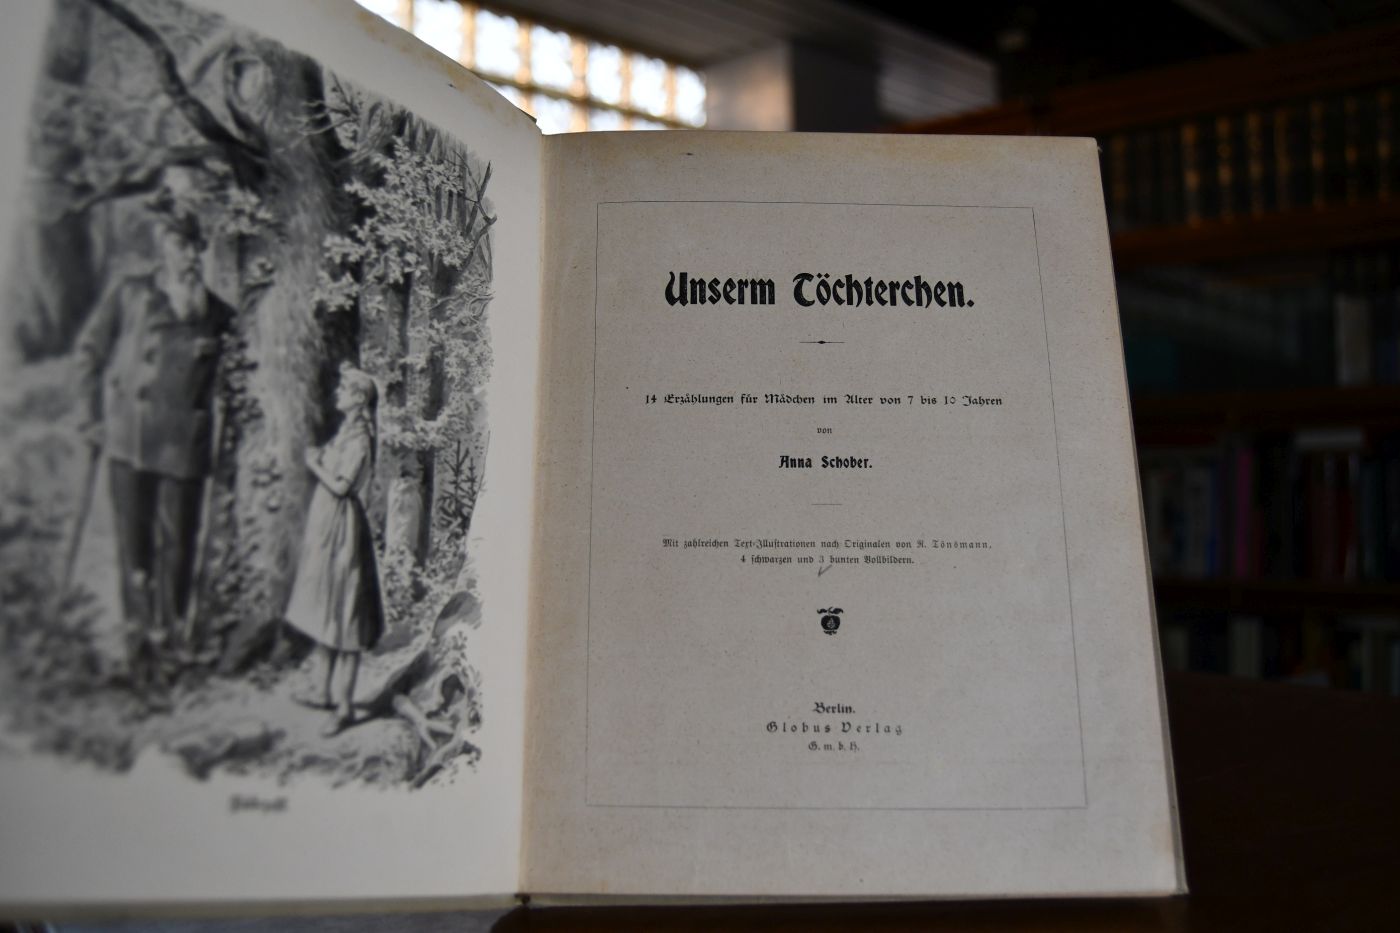 Unserm Töchterchen.
14 Erzählungen für Mädchen im Alter von 7 bis 10 Jahren
von
Anna Schober.
Mit zahlreichen Text-Illustrationen nach Originalen von R. Tönsmann,
4 schwarzen und 3 bunten Vollbildern.
Berlin.
Globus Verlag
G. m. b. H.